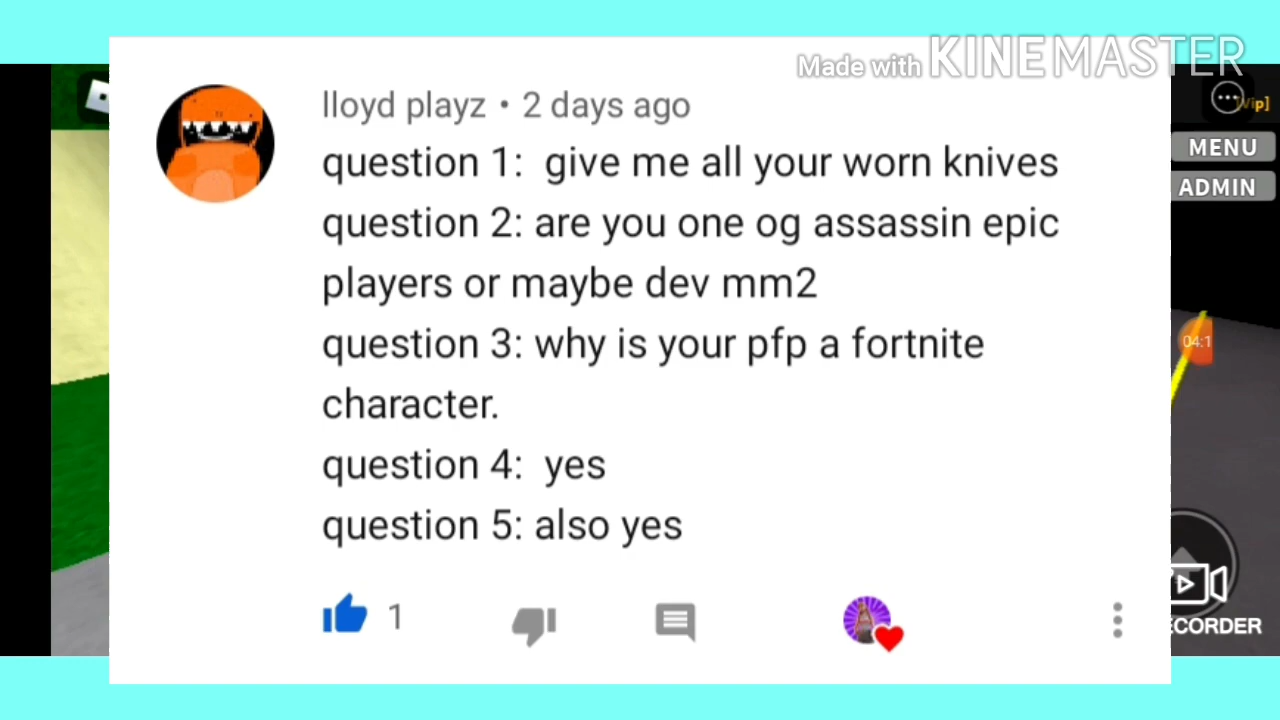 Made with KINEMASTER
lloyd playz • 2 days ago
question 1:  give me all your worn knives
question 2: are you one og assassin epic
players or maybe dev mm2
question 3: why is your pfp a fortnite
character.
question 4:  yes
question 5: also yes
1
MENU
ADMIN
04:1
ECORDER